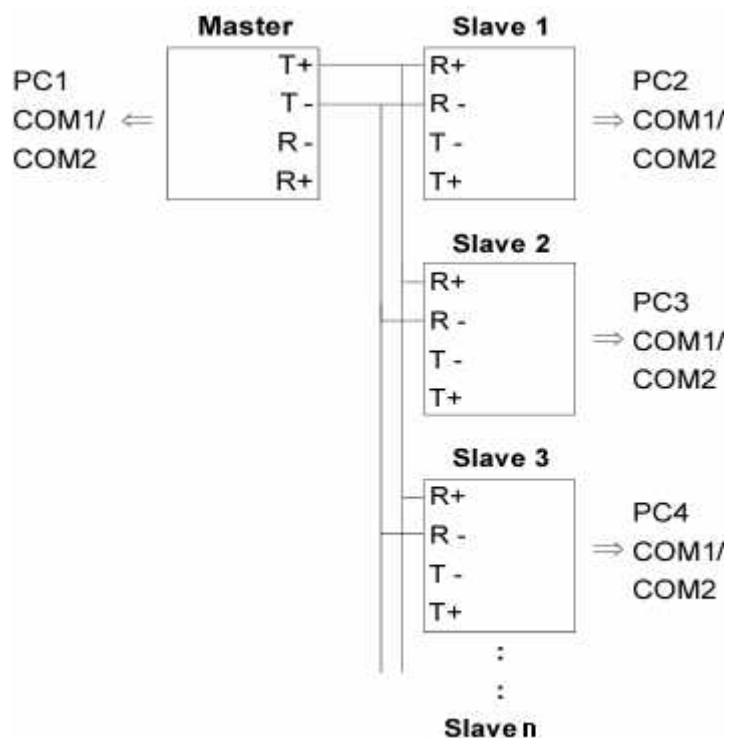 Master
PC1
COM1/
COM2
⇐
T+
T -
R -
R+
Slave 1
R+
R -
T -
T+
⇒
PC2
COM1/
COM2
Slave 2
R+
R -
T -
T+
⇒
PC3
COM1/
COM2
Slave 3
R+
R -
T -
T+
⇒
PC4
COM1/
COM2
:
:
Slave n